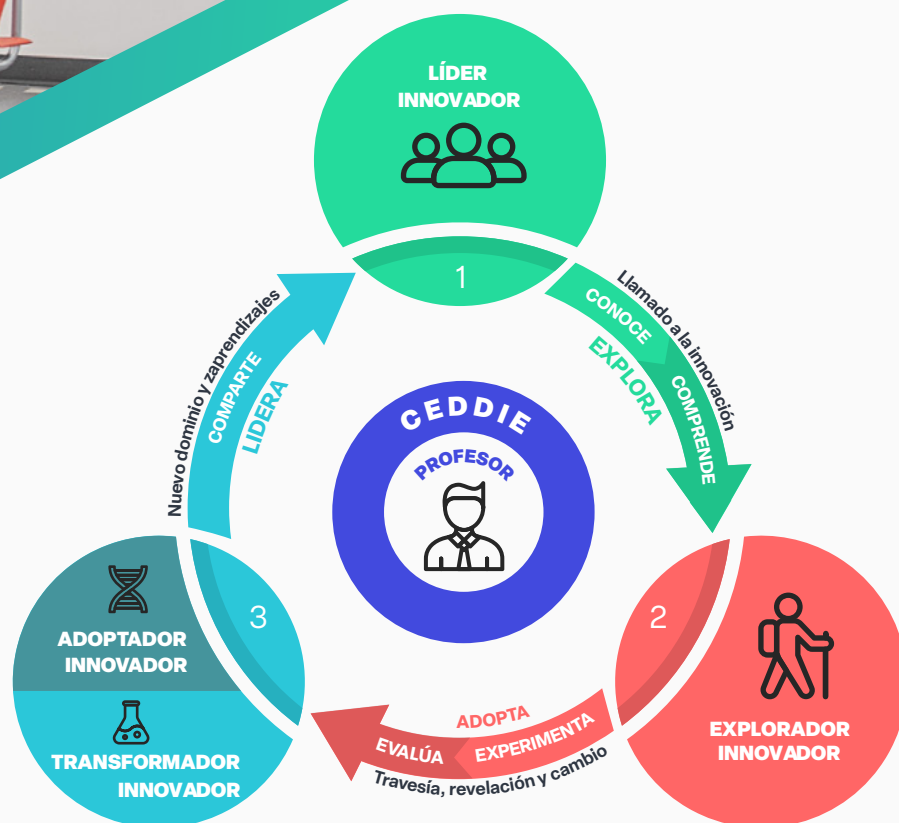 LÍDER
INNOVADOR
1
CONOCE
COMPRENDE
EXPLORA
Llamado a la innovación
Nuevo dominio y zaprendizajes
COMPARTE
LIDERA
CEDDIE
PROFESOR
3
2
ADOPTADOR
INNOVADOR
TRANSFORMADOR
INNOVADOR
EXPLORADOR
INNOVADOR
ADOPTA
EVALÚA
EXPERIMENTA
Travesía, revelación y cambio